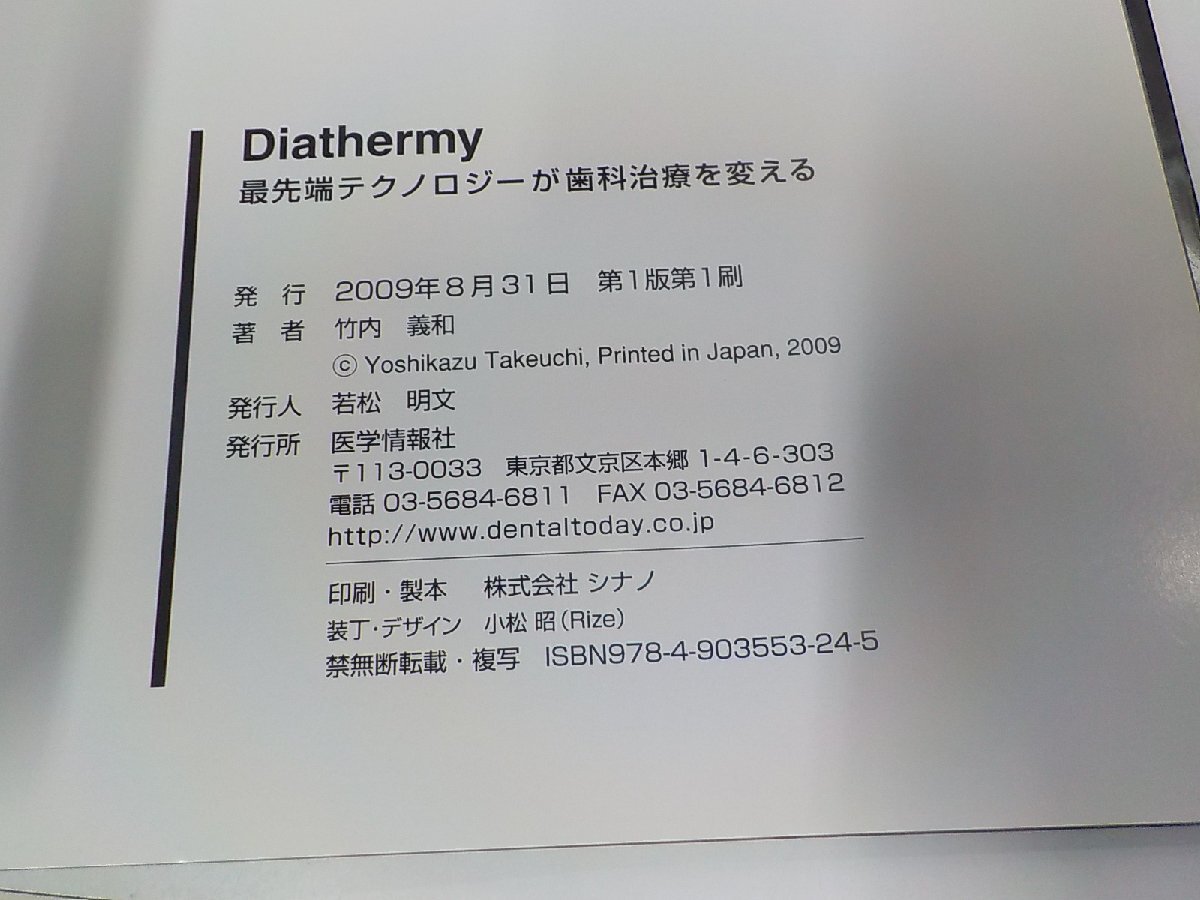 Diathermy
最先端テクノロジーが歯科治療を変える
発 行 2009年8月31日 第1版第1刷
著 者 竹内 義和
©Yoshikazu Takeuchi, Printed in Japan, 2009
発行人 若松 明文
発行所 医学情報社
〒113-0033 東京都文京区本郷 1-4-6-303
電話 03-5684-6811 FAX 03-5684-6812
http://www.dentaltoday.co.jp
印刷・製本 株式会社 シナノ
装丁・デザイン 小松 昭(Rize)
禁無断転載・複写 ISBN978-4-903553-24-5